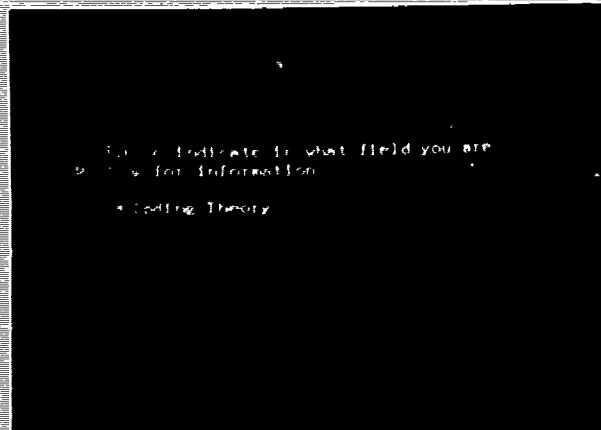 indicate in what field you are
for information
* Coding Theory